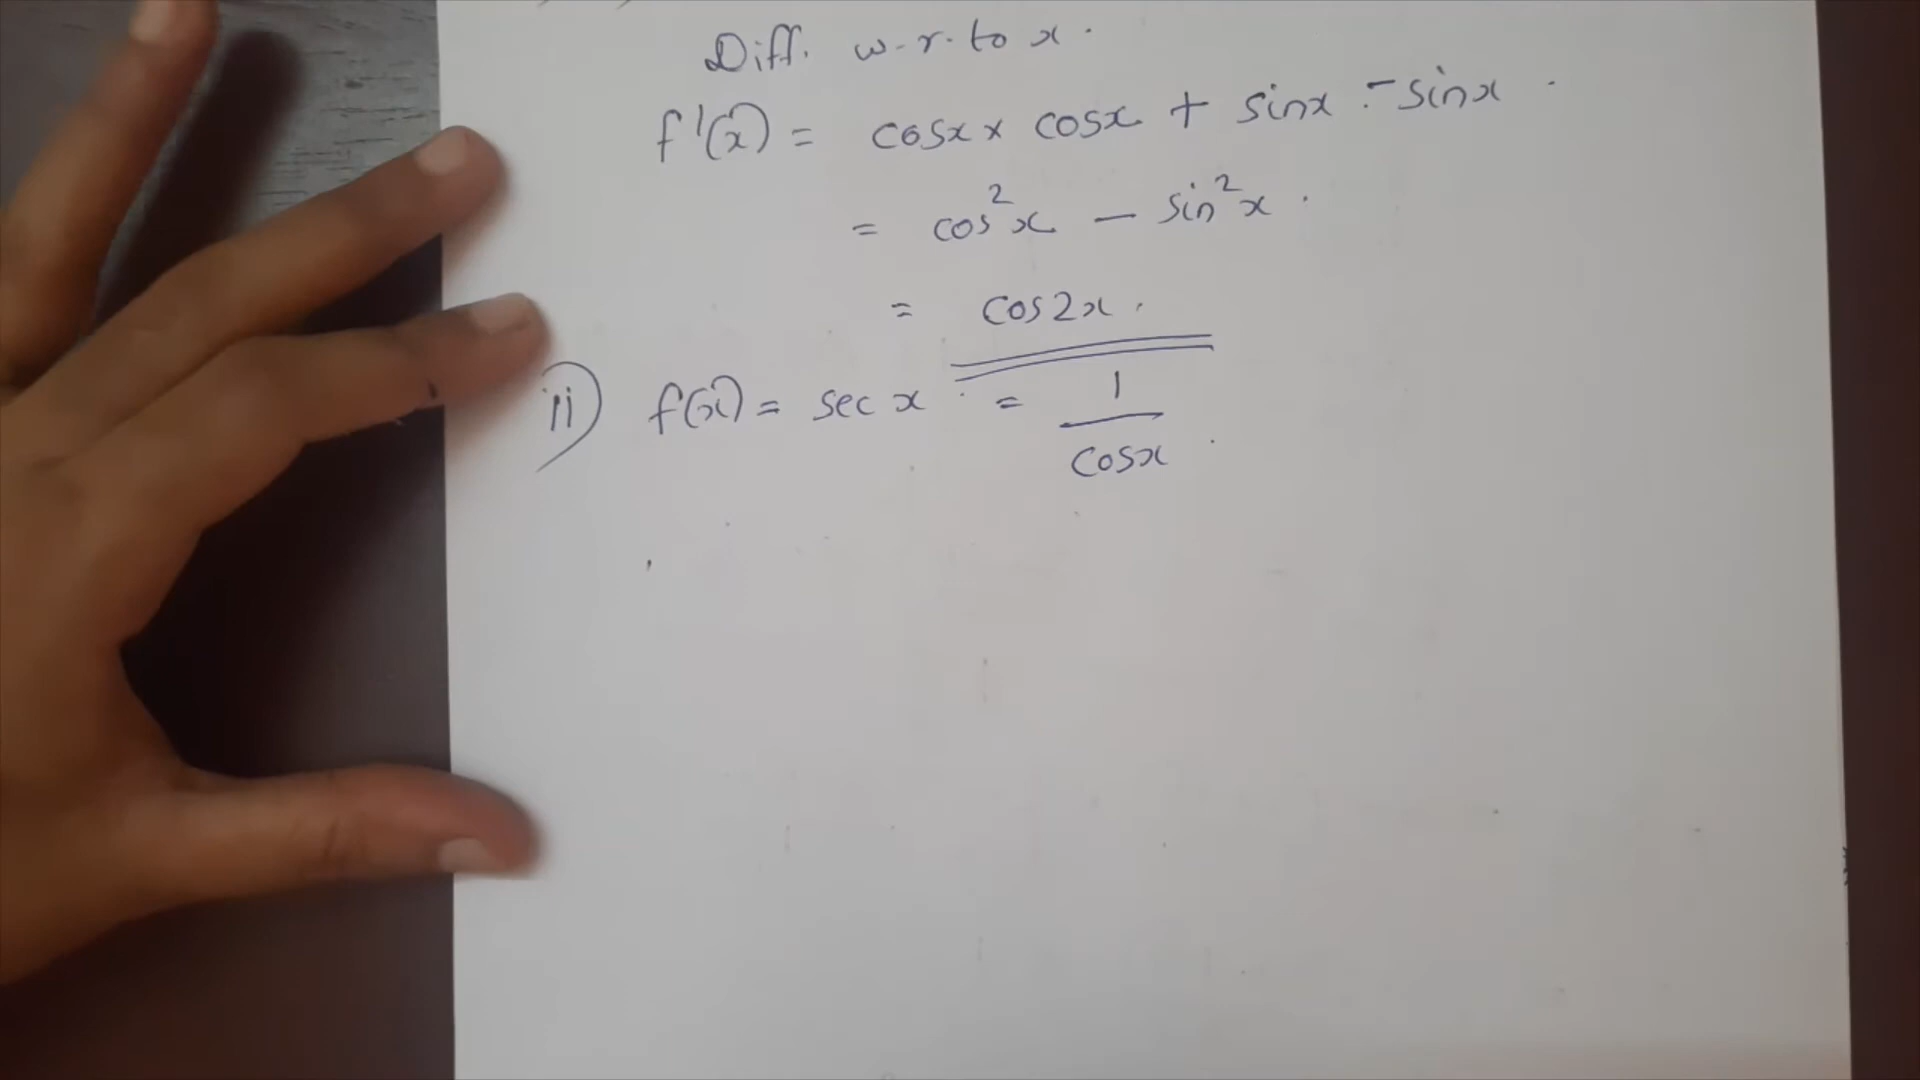 Diff. w.r.to x.
f'(x) = cosx x cosx + sinx . -sinx .
= cos²x - sin²x .
= cos2x .
ii) f(x) = sec x . = 1/cosx .